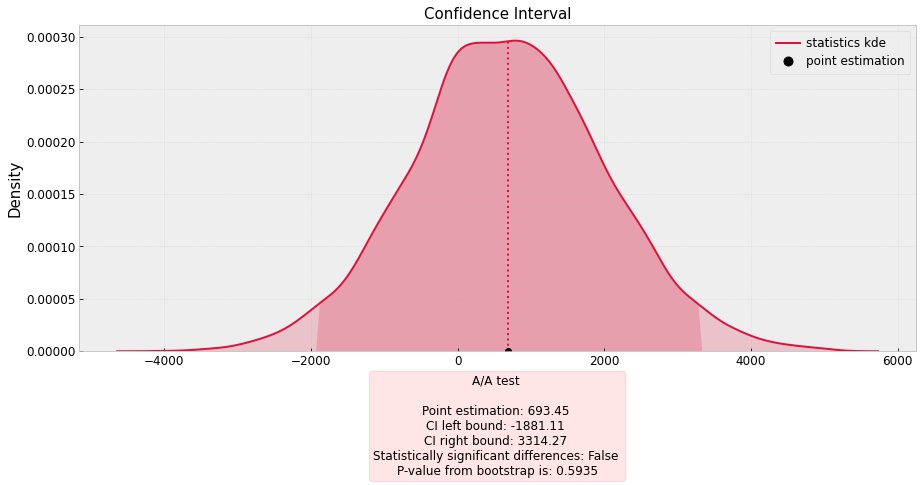 Confidence Interval
statistics kde
point estimation
Density
0.00030
0.00025
0.00020
0.00015
0.00010
0.00005
0.00000
−4000
−2000
0
2000
4000
6000
A/A test
Point estimation: 693.45
CI left bound: -1881.11
CI right bound: 3314.27
Statistically significant differences: False
P-value from bootstrap is: 0.5935